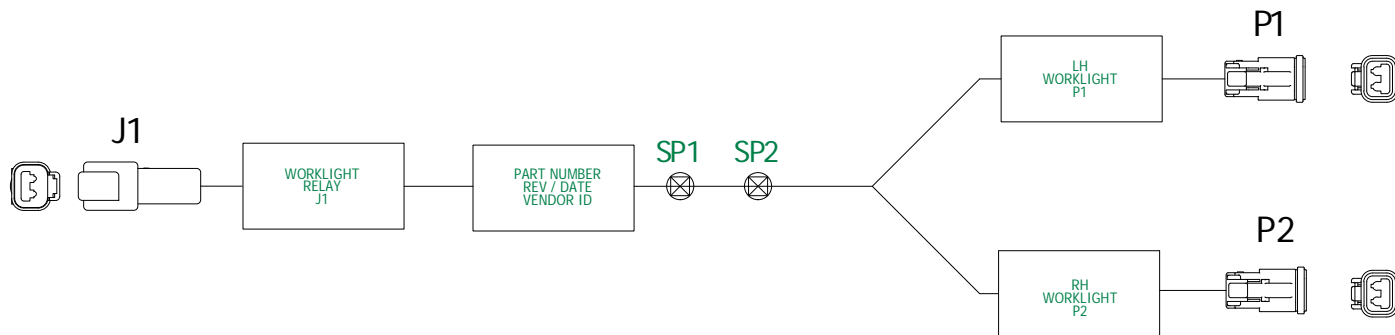 J1
WORKLIGHT
RELAY
J1
PART NUMBER
REV / DATE
VENDOR ID
SP1
SP2
LH
WORKLIGHT
P1
P1
RH
WORKLIGHT
P2
P2